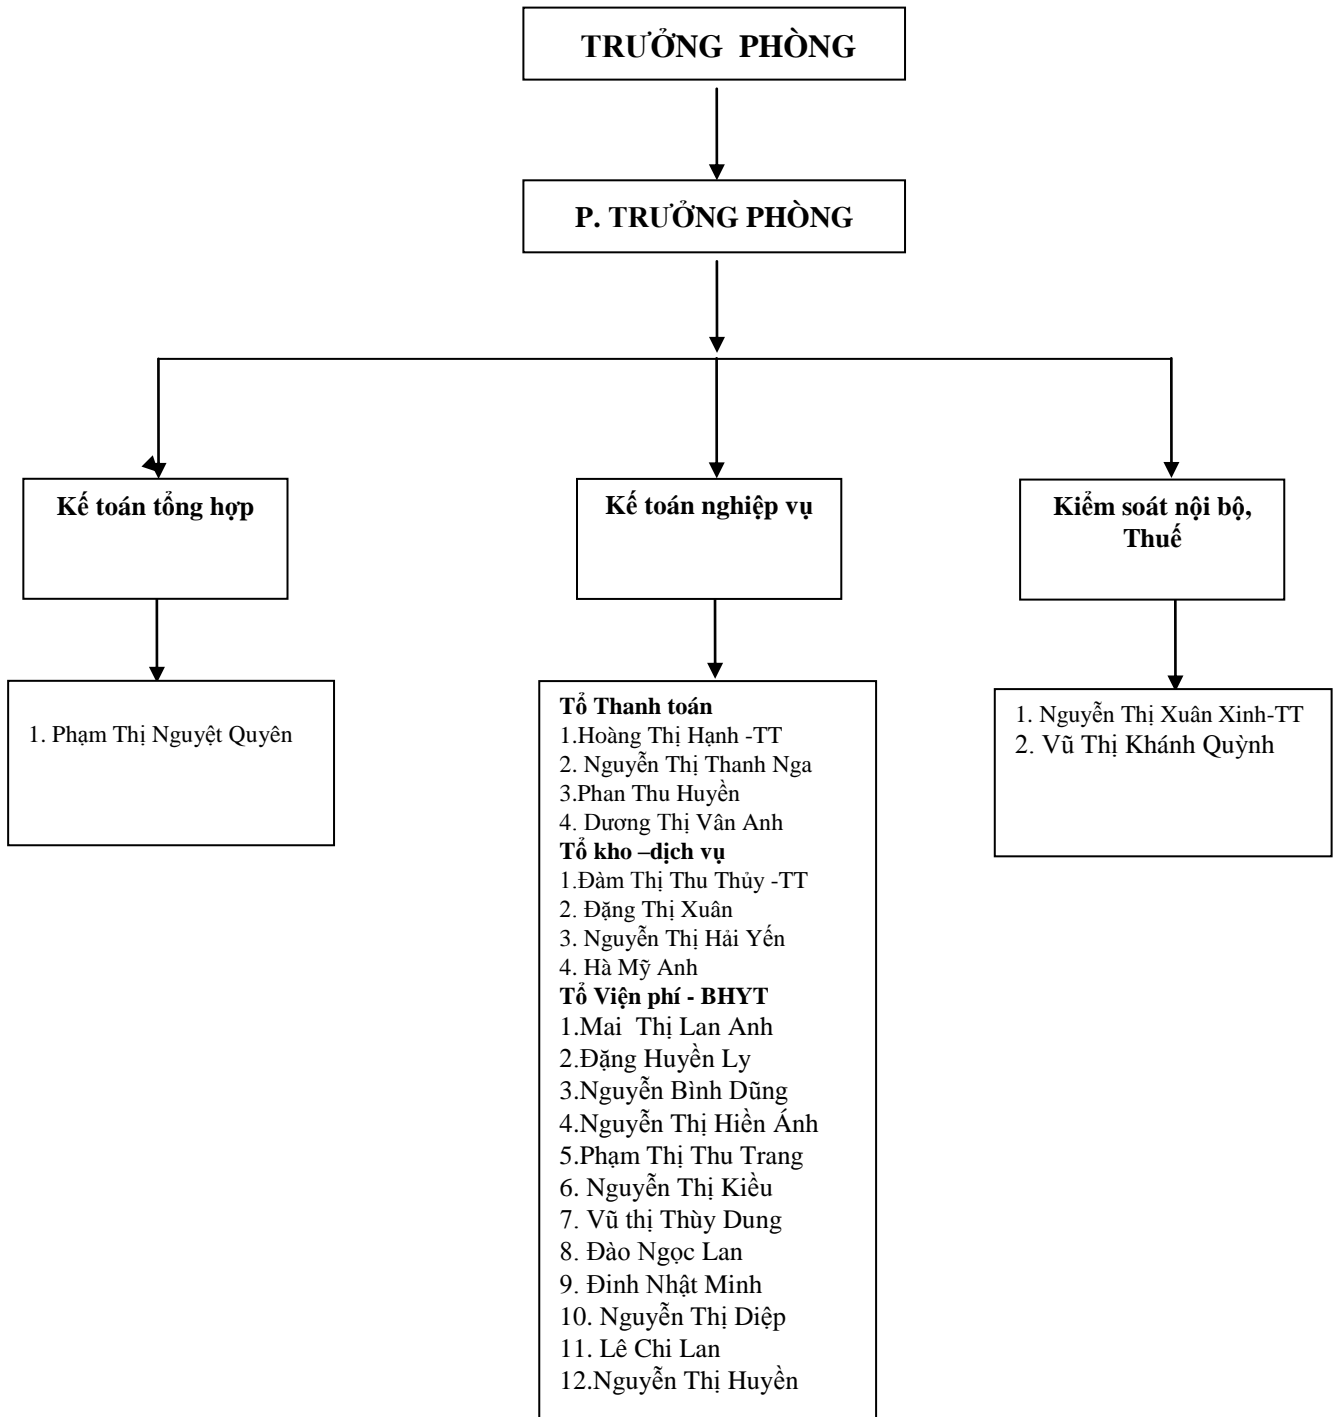 TRƯỞNG PHÒNG
P. TRƯỞNG PHÒNG
Kế toán tổng hợp
Kế toán nghiệp vụ
Kiểm soát nội bộ,
Thuế
1. Phạm Thị Nguyệt Quyên
Tổ Thanh toán
1.Hoàng Thị Hạnh -TT
2. Nguyễn Thị Thanh Nga
3.Phan Thu Huyền
4. Dương Thị Vân Anh
Tổ kho –dịch vụ
1.Đàm Thị Thu Thủy -TT
2. Đặng Thị Xuân
3. Nguyễn Thị Hải Yến
4. Hà Mỹ Anh
Tổ Viện phí - BHYT
1.Mai Thị Lan Anh
2.Đặng Huyền Ly
3.Nguyễn Bình Dũng
4.Nguyễn Thị Hiền Ánh
5.Phạm Thị Thu Trang
6. Nguyễn Thị Kiều
7. Vũ thị Thùy Dung
8. Đào Ngọc Lan
9. Đinh Nhật Minh
10. Nguyễn Thị Diệp
11. Lê Chi Lan
12.Nguyễn Thị Huyền
1. Nguyễn Thị Xuân Xinh-TT
2. Vũ Thị Khánh Quỳnh